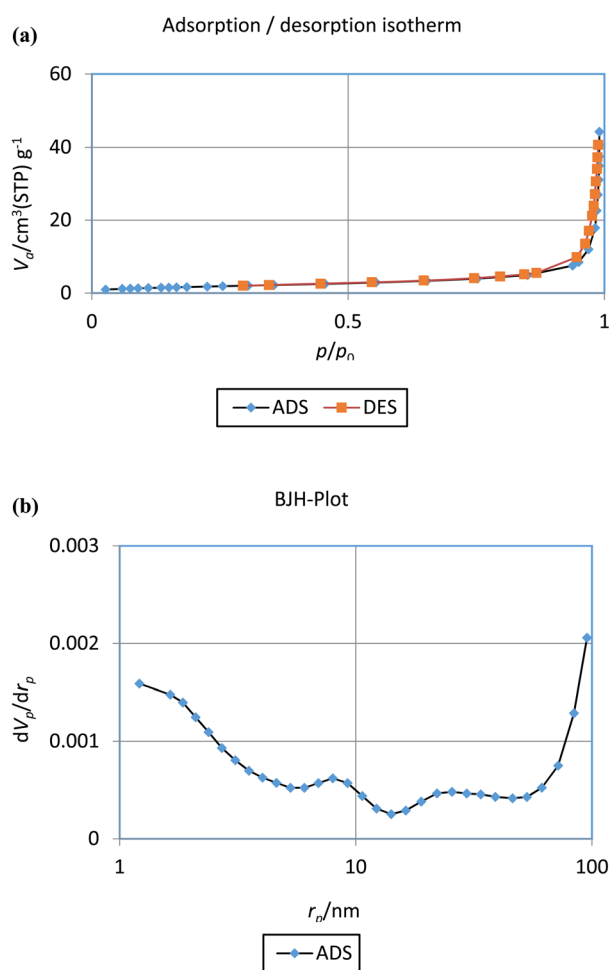 (a)
Adsorption / desorption isotherm
60
40
20
0
Va/cm³(STP) g⁻¹
0
0.5
1
p/p₀
ADS
DES
(b)
BJH-Plot
0.003
0.002
0.001
0
dVp/drp
1
10
100
rp/nm
ADS